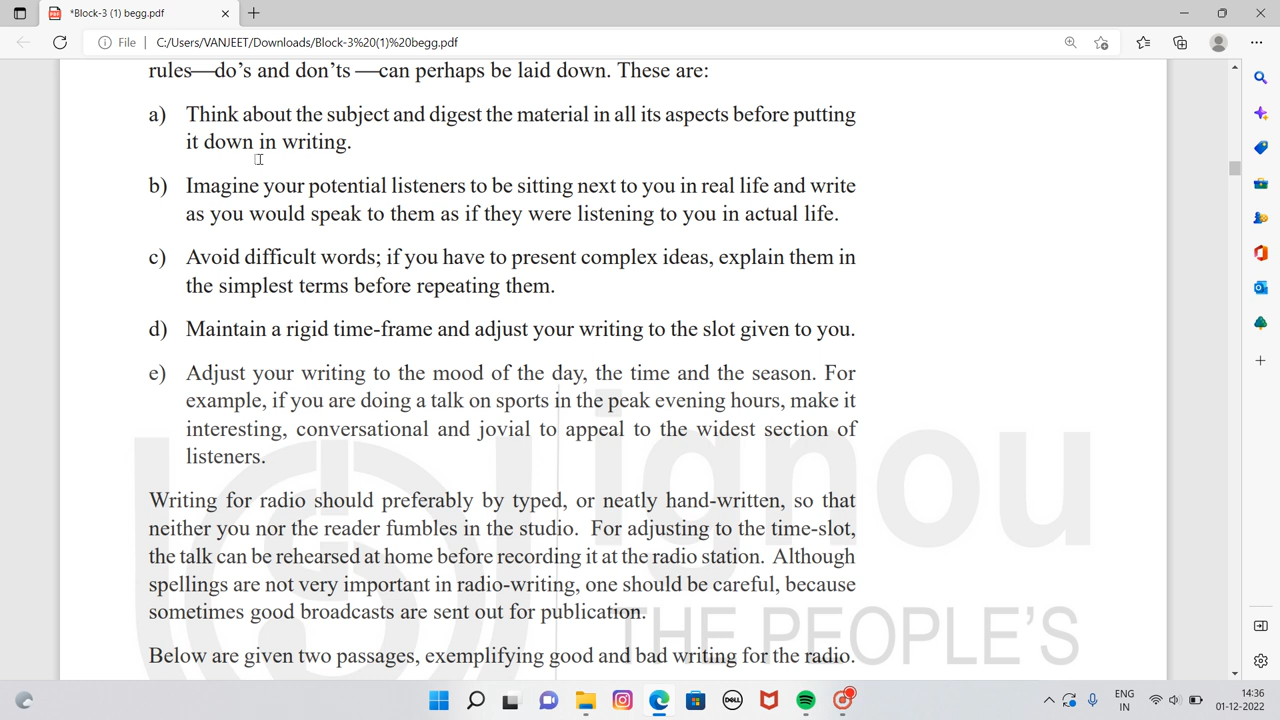 *Block-3 (1) begg.pdf
File
C:/Users/VANJEET/Downloads/Block-3%20(1)%20begg.pdf
rules—do's and don'ts —can perhaps be laid down. These are:
a) Think about the subject and digest the material in all its aspects before putting
it down in writing.
b) Imagine your potential listeners to be sitting next to you in real life and write
as you would speak to them as if they were listening to you in actual life.
c) Avoid difficult words; if you have to present complex ideas, explain them in
the simplest terms before repeating them.
d) Maintain a rigid time-frame and adjust your writing to the slot given to you.
e) Adjust your writing to the mood of the day, the time and the season. For
example, if you are doing a talk on sports in the peak evening hours, make it
interesting, conversational and jovial to appeal to the widest section of
listeners.
Writing for radio should preferably by typed, or neatly hand-written, so that
neither you nor the reader fumbles in the studio. For adjusting to the time-slot,
the talk can be rehearsed at home before recording it at the radio station. Although
spellings are not very important in radio-writing, one should be careful, because
sometimes good broadcasts are sent out for publication.
Below are given two passages, exemplifying good and bad writing for the radio.
ignou
THE PEOPLE'S
DELL
ENG
IN
14:36
01-12-2022